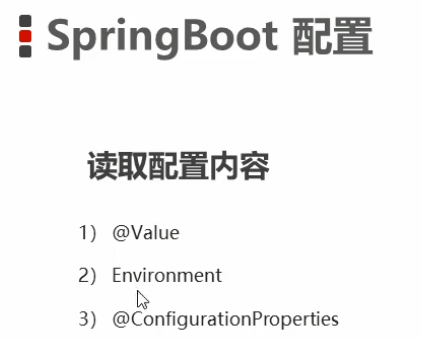 SpringBoot 配置
读取配置内容
1) @Value
2) Environment
3) @ConfigurationProperties